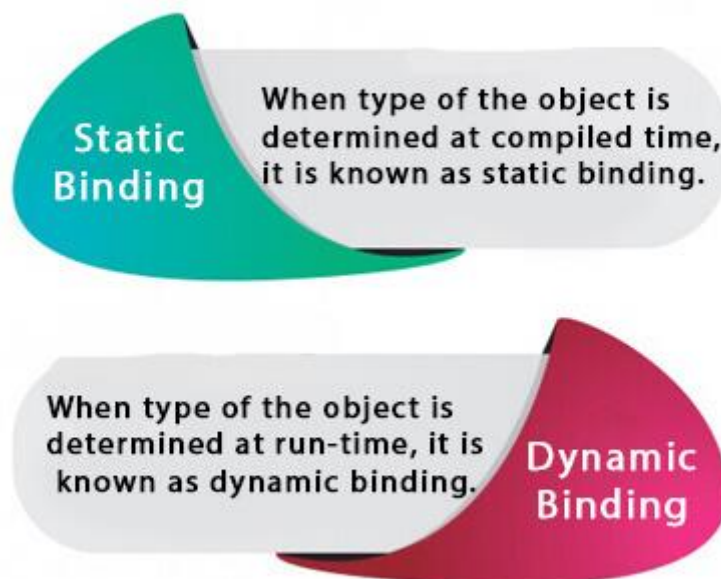 Static
Binding
When type of the object is
determined at compiled time,
it is known as static binding.
When type of the object is
determined at run-time, it is
known as dynamic binding.
Dynamic
Binding